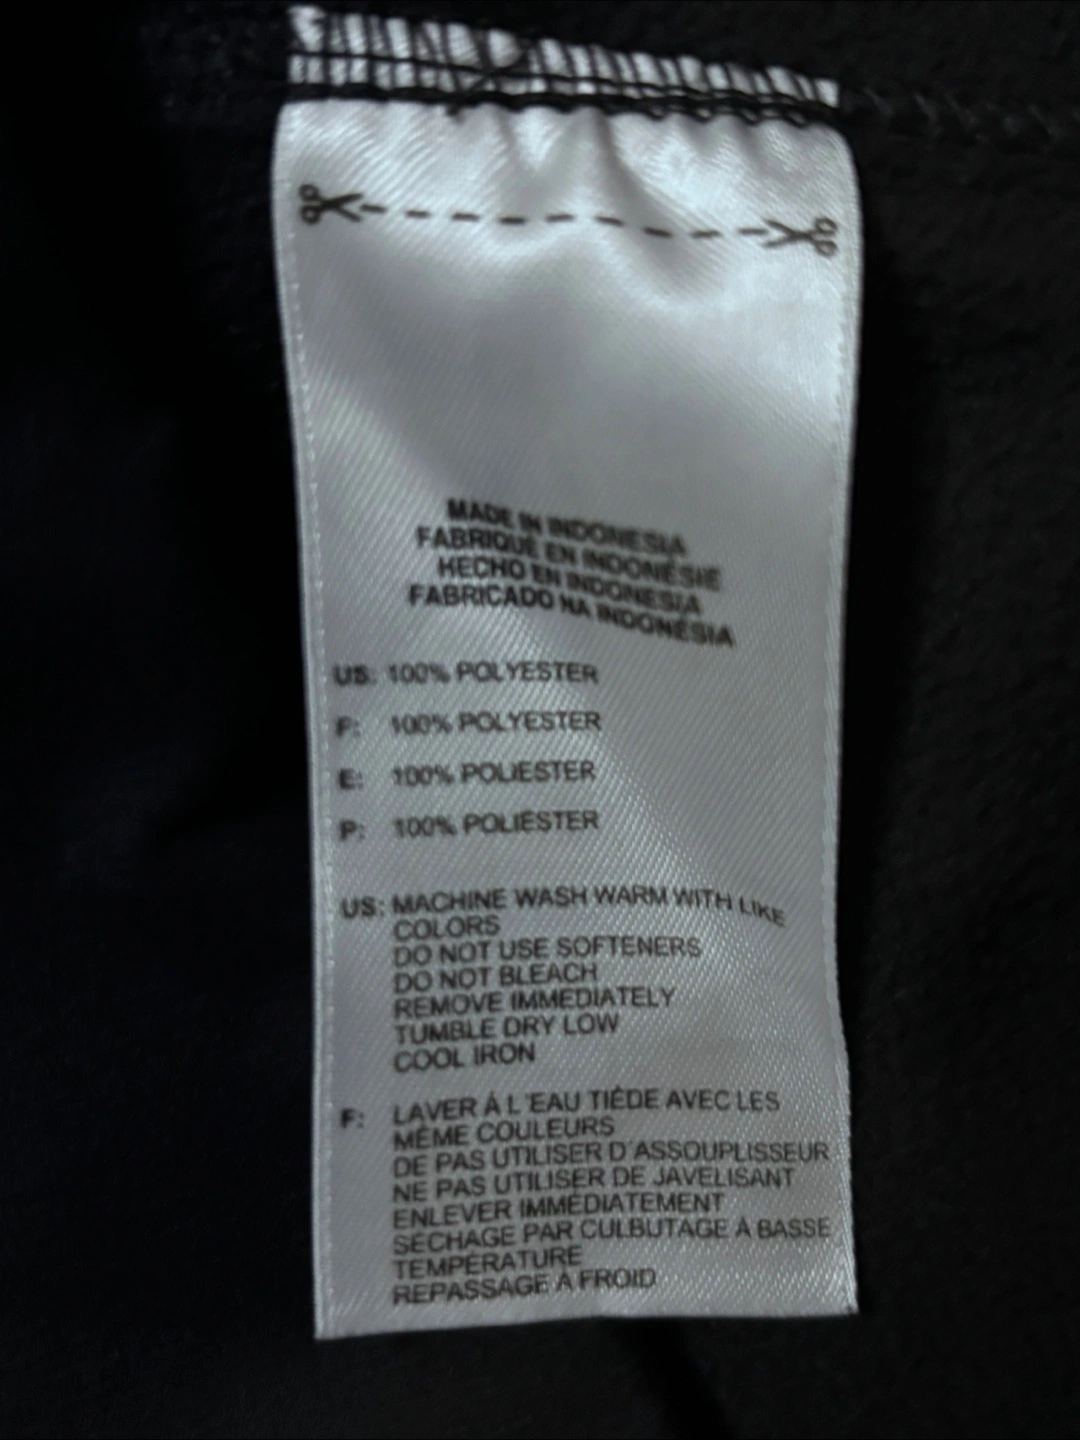 MADE IN INDONESIA
FABRIQUÉ EN INDONÉSIE
HECHO EN INDONESIA
FABRICADO NA INDONÉSIA
US: 100% POLYESTER
F: 100% POLYESTER
E: 100% POLIESTER
P: 100% POLIÉSTER
US: MACHINE WASH WARM WITH LIKE
COLORS
DO NOT USE SOFTENERS
DO NOT BLEACH
REMOVE IMMEDIATELY
TUMBLE DRY LOW
COOL IRON
F: LAVER À L'EAU TIÈDE AVEC LES
MÊME COULEURS
DE PAS UTILISER D'ASSOUPLISSEUR
NE PAS UTILISER DE JAVELISANT
ENLEVER IMMÉDIATEMENT
SÉCHAGE PAR CULBUTAGE À BASSE
TEMPÉRATURE
REPASSAGE À FROID